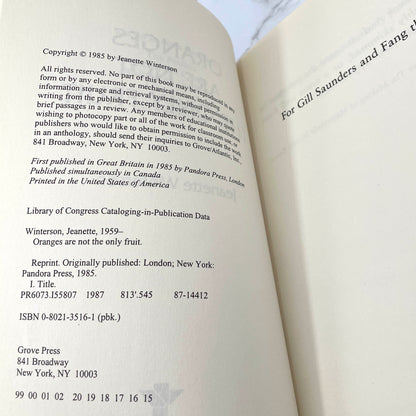 Copyright © 1985 by Jeanette Winterson
All rights reserved. No part of this book may be reproduced in any
form or by any electronic or mechanical means, including
information storage and retrieval systems, without permission in
writing from the publisher, except by a reviewer, who may quote
brief passages in a review. Any members of educational institutions
wishing to photocopy part or all of the work for classroom use, or
publishers who would like to obtain permission to include the work
in an anthology, should send their inquiries to Grove/Atlantic, Inc.,
841 Broadway, New York, NY 10003.
First published in Great Britain in 1985 by Pandora Press, London
Published simultaneously in Canada
Printed in the United States of America
Library of Congress Cataloging-in-Publication Data
Winterson, Jeanette, 1959–
Oranges are not the only fruit.
Reprint. Originally published: London; New York:
Pandora Press, 1985.
I. Title.
PR6073.I55807 1987 813'.545 87-14412
ISBN 0-8021-3516-1 (pbk.)
Grove Press
841 Broadway
New York, NY 10003
99 00 01 02 20 19 18 17 16 15
For Gill Saunders and Fang th